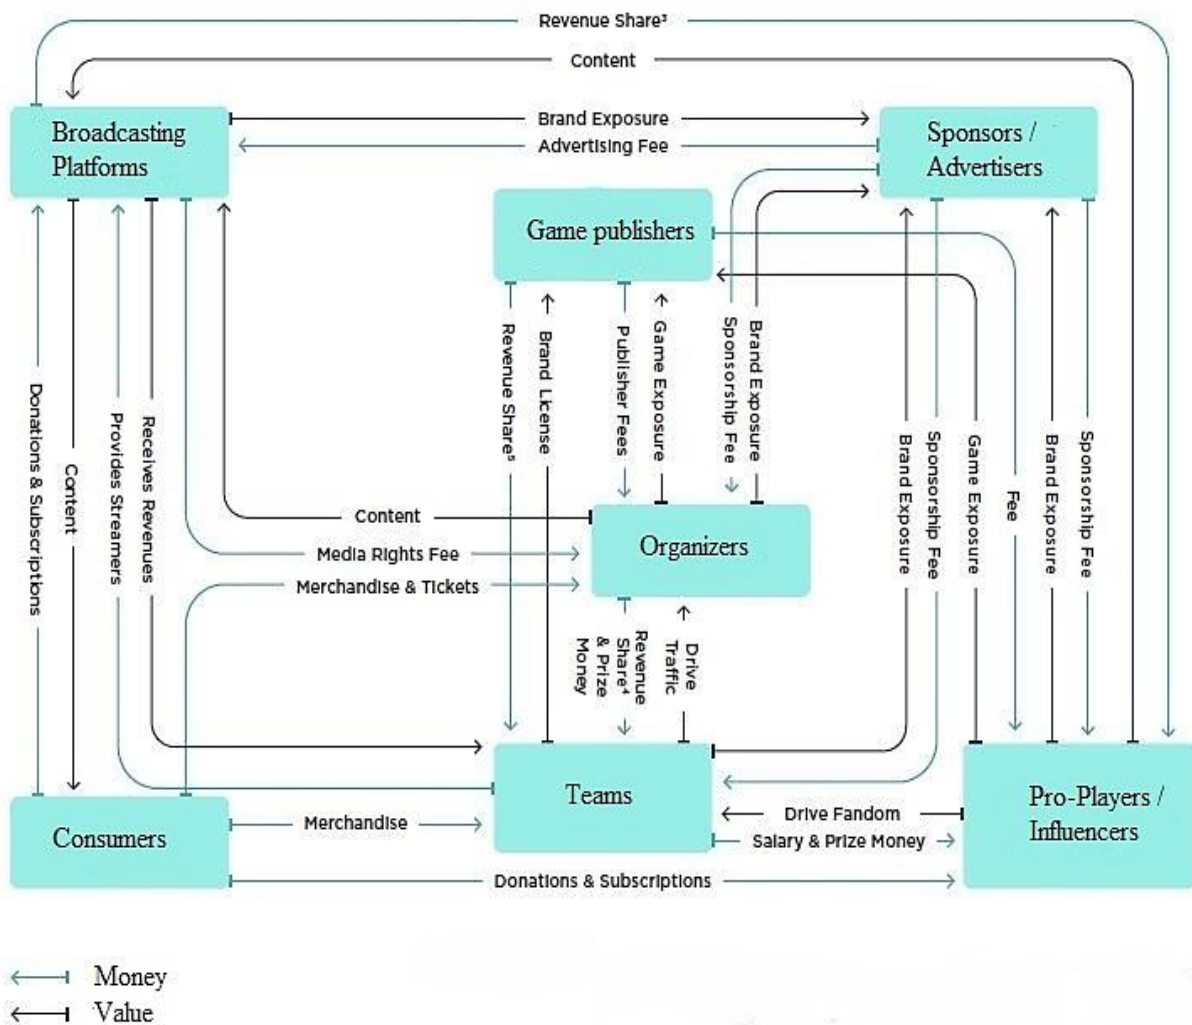 Revenue Share³
Content
Broadcasting
Platforms
Brand Exposure
Advertising Fee
Sponsors /
Advertisers
Game publishers
Revenue Share⁵
Brand License
Publisher Fees
Game Exposure
Sponsorship Fee
Brand Exposure
Donations & Subscriptions
Content
Provides Streamers
Receives Revenues
Brand Exposure
Sponsorship Fee
Game Exposure
Fee
Brand Exposure
Sponsorship Fee
Content
Media Rights Fee
Merchandise & Tickets
Organizers
Revenue
Share⁴
& Prize
Money
Drive
Traffic
Teams
Pro-Players /
Influencers
Consumers
Merchandise
Drive Fandom
Salary & Prize Money
Donations & Subscriptions
Money
Value